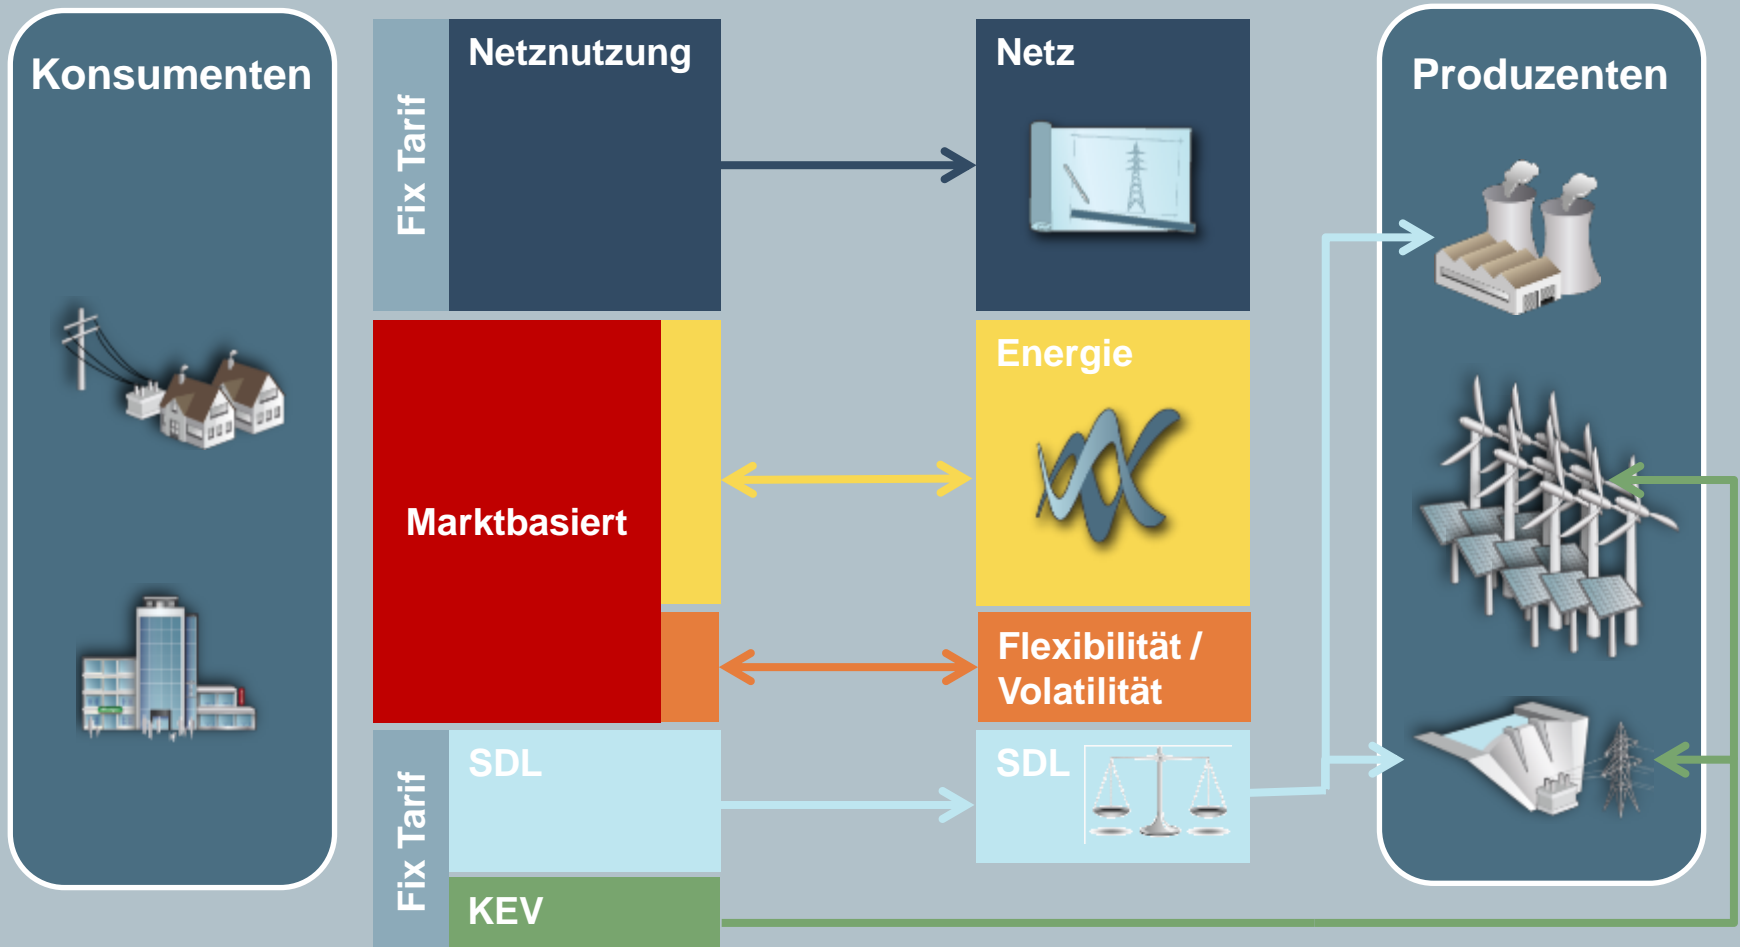 Konsumenten
Fix Tarif
Netznutzung
Netz
Produzenten
Marktbasiert
Energie
Flexibilität /
Volatilität
Fix Tarif
SDL
SDL
KEV